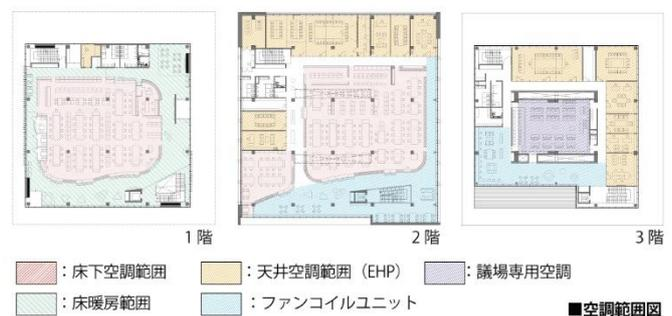 1階
2階
3階
：床下空調範囲
：天井空調範囲（EHP）
：議場専用空調
：床暖房範囲
：ファンコイルユニット
■空調範囲図